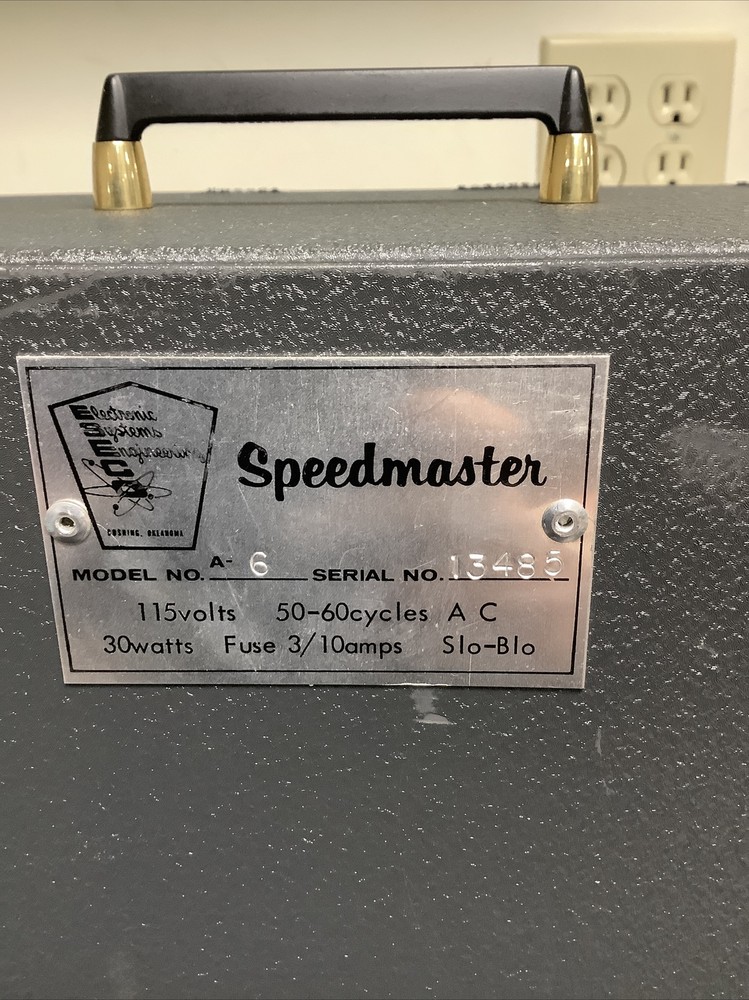 Electronic
Systems
Engineering
Co
CUSHING, OKLAHOMA
Speedmaster
MODEL NO. A- 6 SERIAL NO. 13485
115volts 50-60cycles A C
30watts Fuse 3/10amps Slo-Blo